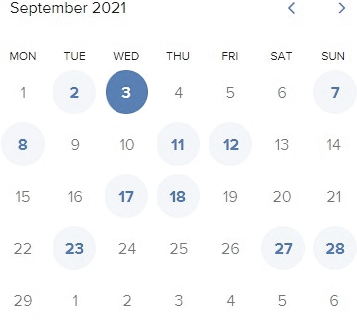 September 2021
MON TUE WED THU FRI SAT SUN
1 2 3 4 5 6 7
8 9 10 11 12 13 14
15 16 17 18 19 20 21
22 23 24 25 26 27 28
29 1 2 3 4 5 6